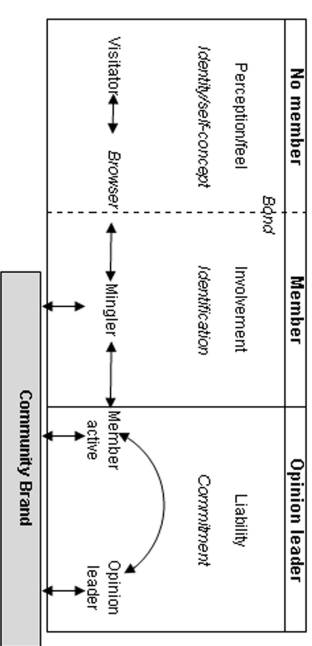 No member
Member
Opinion leader
Perception/feel
Involvement
Liability
Bond
Identity/self-concept
Identification
Commitment
Visitator
Browser
Mingler
Member
active
Opinion
leader
Community Brand